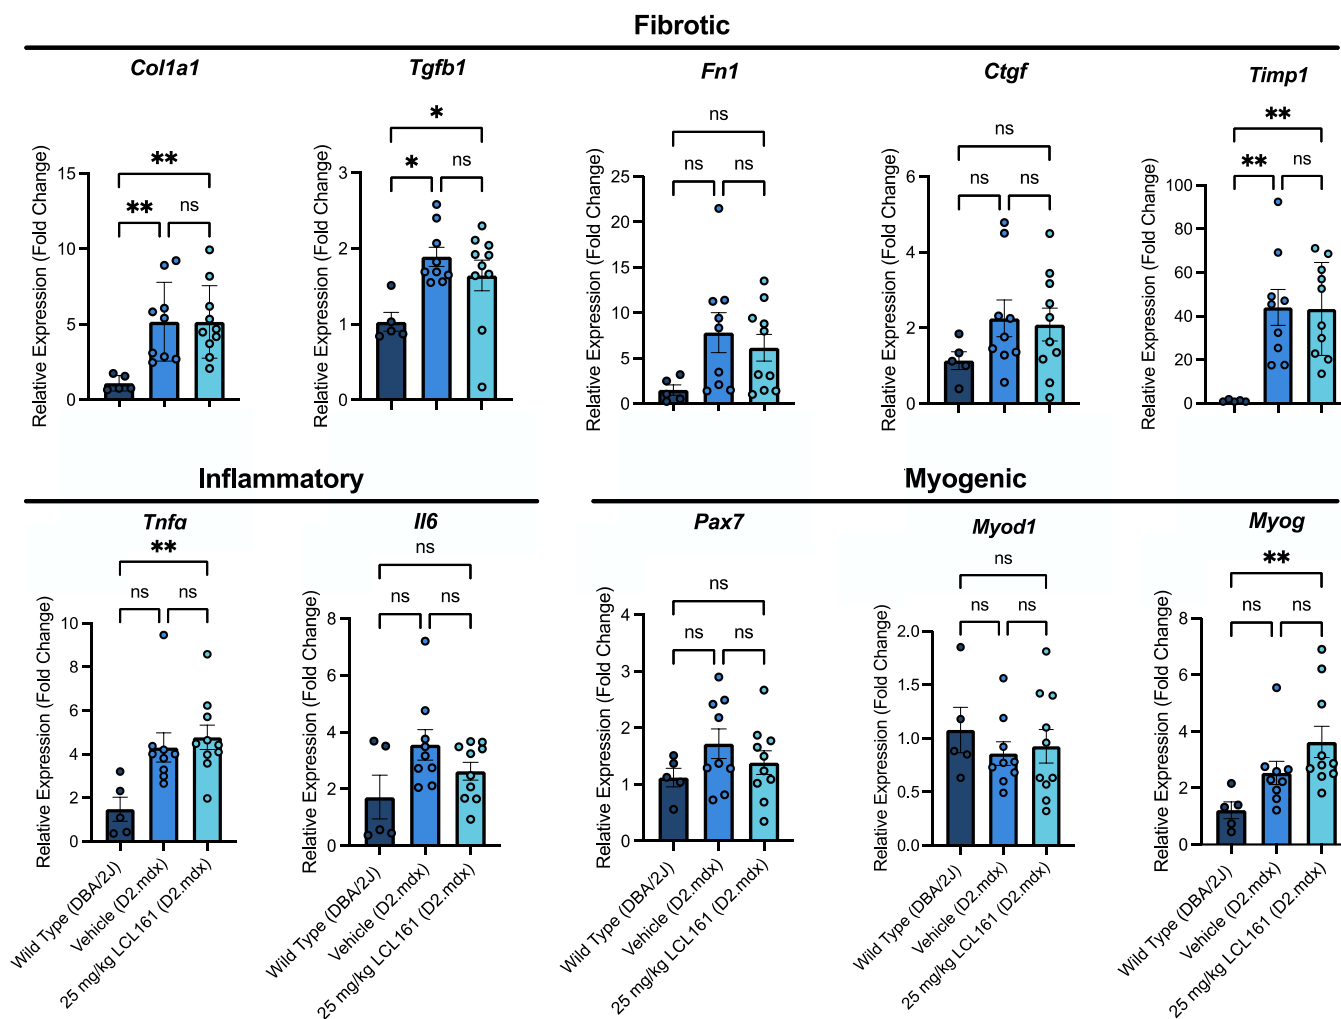 Fibrotic
Col1a1
Tgfb1
Fn1
Ctgf
Timp1
Relative Expression (Fold Change)
15
10
5
0
**
**
ns
Relative Expression (Fold Change)
3
2
1
0
*
*
ns
Relative Expression (Fold Change)
25
20
15
10
5
0
ns
ns
ns
Relative Expression (Fold Change)
6
4
2
0
ns
ns
ns
Relative Expression (Fold Change)
100
80
60
40
20
0
**
**
ns
Inflammatory
Myogenic
Tnfα
Il6
Pax7
Myod1
Myog
Relative Expression (Fold Change)
10
8
6
4
2
0
**
ns
ns
Wild Type (DBA/2J)
Vehicle (D2.mdx)
25 mg/kg LCL161 (D2.mdx)
Relative Expression (Fold Change)
8
6
4
2
0
ns
ns
ns
Wild Type (DBA/2J)
Vehicle (D2.mdx)
25 mg/kg LCL161 (D2.mdx)
Relative Expression (Fold Change)
4
3
2
1
0
ns
ns
ns
Wild Type (DBA/2J)
Vehicle (D2.mdx)
25 mg/kg LCL161 (D2.mdx)
Relative Expression (Fold Change)
2.0
1.5
1.0
0.5
0.0
ns
ns
ns
Wild Type (DBA/2J)
Vehicle (D2.mdx)
25 mg/kg LCL161 (D2.mdx)
Relative Expression (Fold Change)
8
6
4
2
0
**
ns
ns
Wild Type (DBA/2J)
Vehicle (D2.mdx)
25 mg/kg LCL161 (D2.mdx)